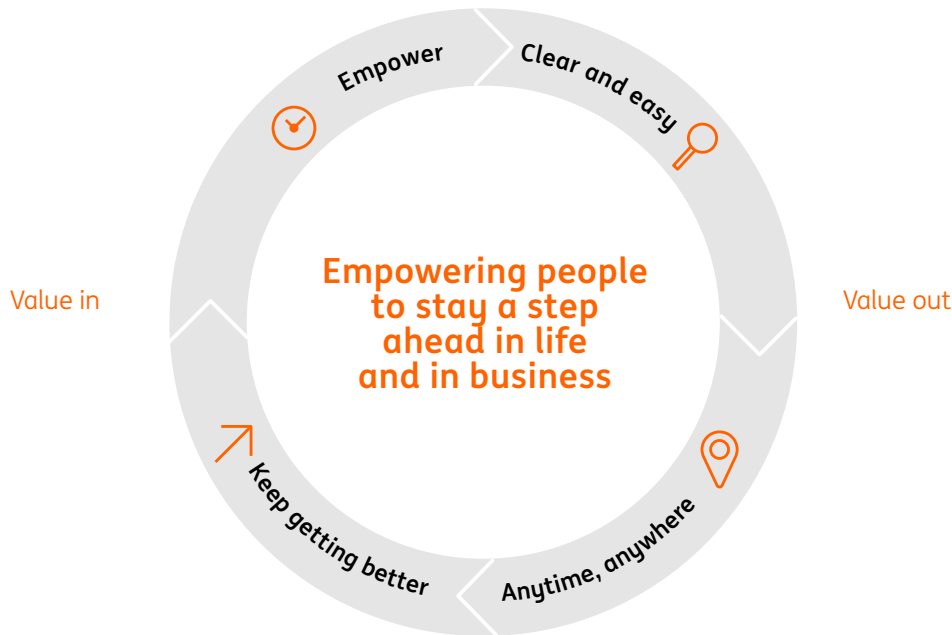 Empower
Clear and easy
Value in
Empowering people
to stay a step
ahead in life
and in business
Value out
Keep getting better
Anytime, anywhere